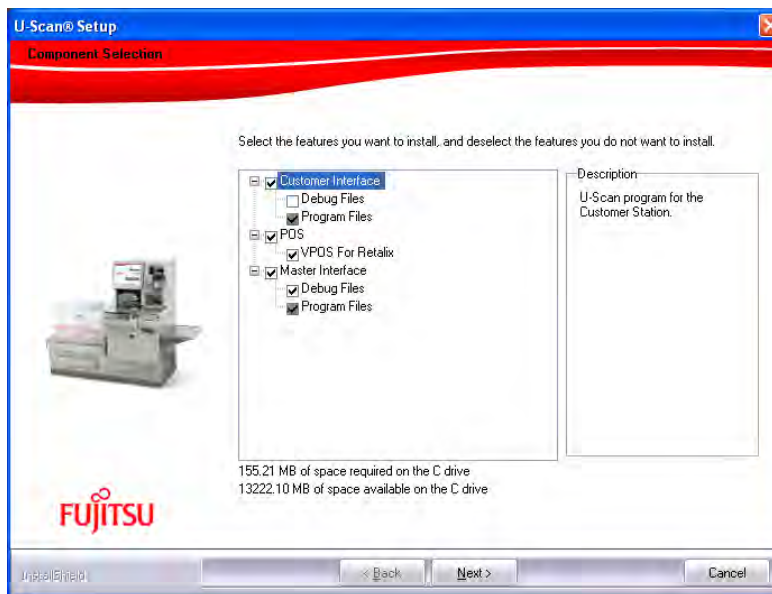 U-Scan® Setup
Component Selection
Select the features you want to install, and deselect the features you do not want to install.
Customer Interface
Debug Files
Program Files
POS
VPOS For Retalix
Master Interface
Debug Files
Program Files
Description
U-Scan program for the
Customer Station.
155.21 MB of space required on the C drive
13222.10 MB of space available on the C drive
FUJITSU
InstallShield
< Back
Next >
Cancel